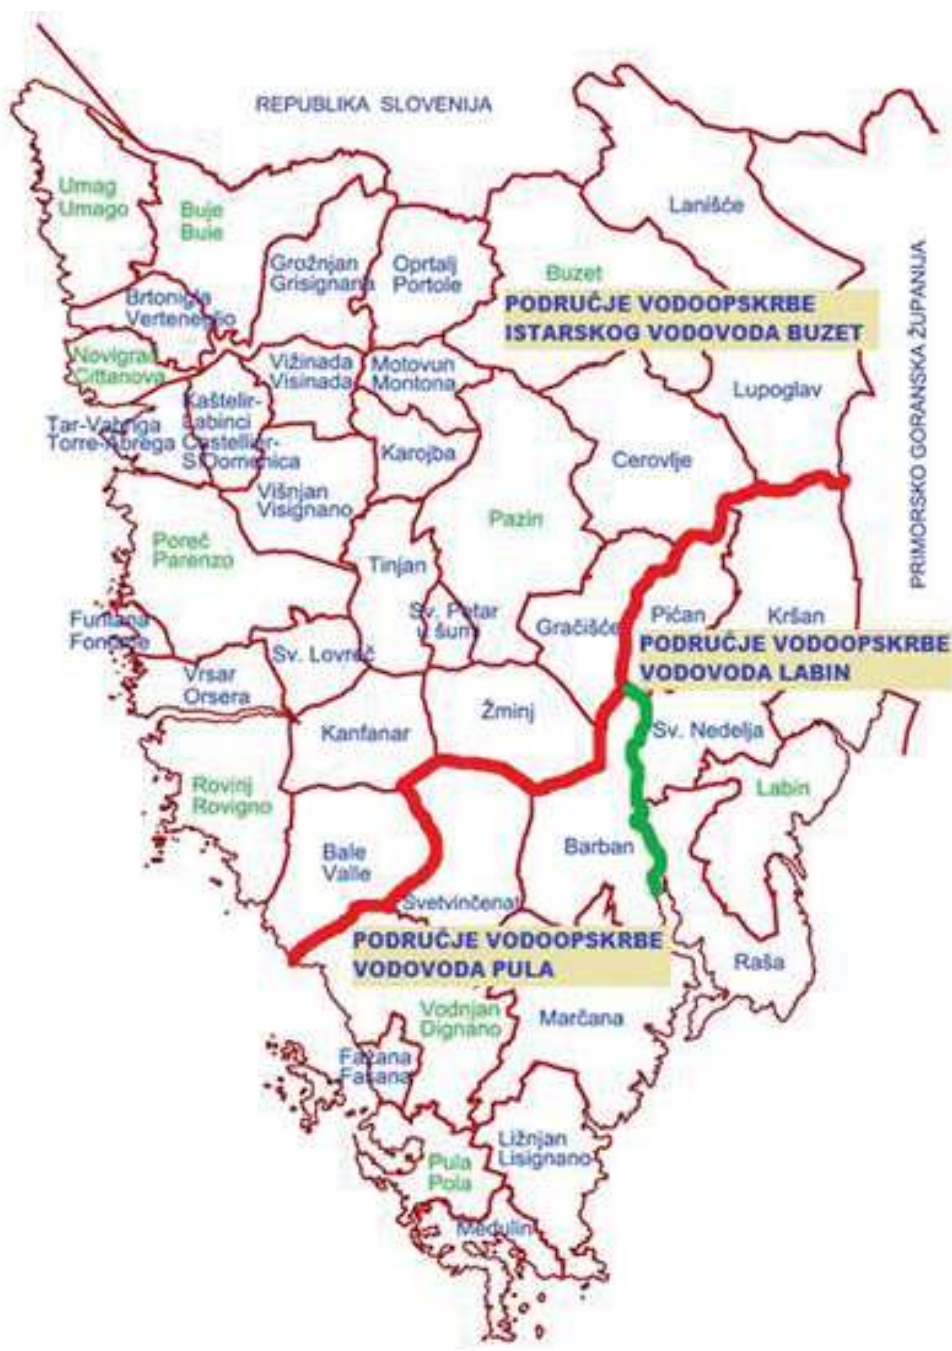 REPUBLIKA SLOVENIJA
Umag
Umago
Buje
Buie
Lanišće
Grožnjan
Grisignana
Oprtalj
Portole
Buzet
PODRUČJE VODOOPSKRBE
ISTARSKOG VODOVODA BUZET
PRIMORSKO GORANSKA ŽUPANIJA
Brtonigla
Verteneglio
Novigrad
Cittanova
Vižinada
Visinada
Motovun
Montona
Lupoglav
Tar-Vabriga
Torre-Abrega
Kaštelir-
Labinci
Castellier-
S.Domenica
Karojba
Cerovlje
Višnjan
Visignano
Pazin
Poreč
Parenzo
Tinjan
Sv. Petar
u šumi
Gračišće
Pićan
Kršan
Funtana
Fontane
Sv. Lovreč
PODRUČJE VODOOPSKRBE
VODOVODA LABIN
Vrsar
Orsera
Kanfanar
Žminj
Sv. Nedelja
Rovinj
Rovigno
Labin
Bale
Valle
Barban
Svetvinčenat
PODRUČJE VODOOPSKRBE
VODOVODA PULA
Raša
Vodnjan
Dignano
Marčana
Fažana
Fasana
Ližnjan
Lisignano
Pula
Pola
Medulin